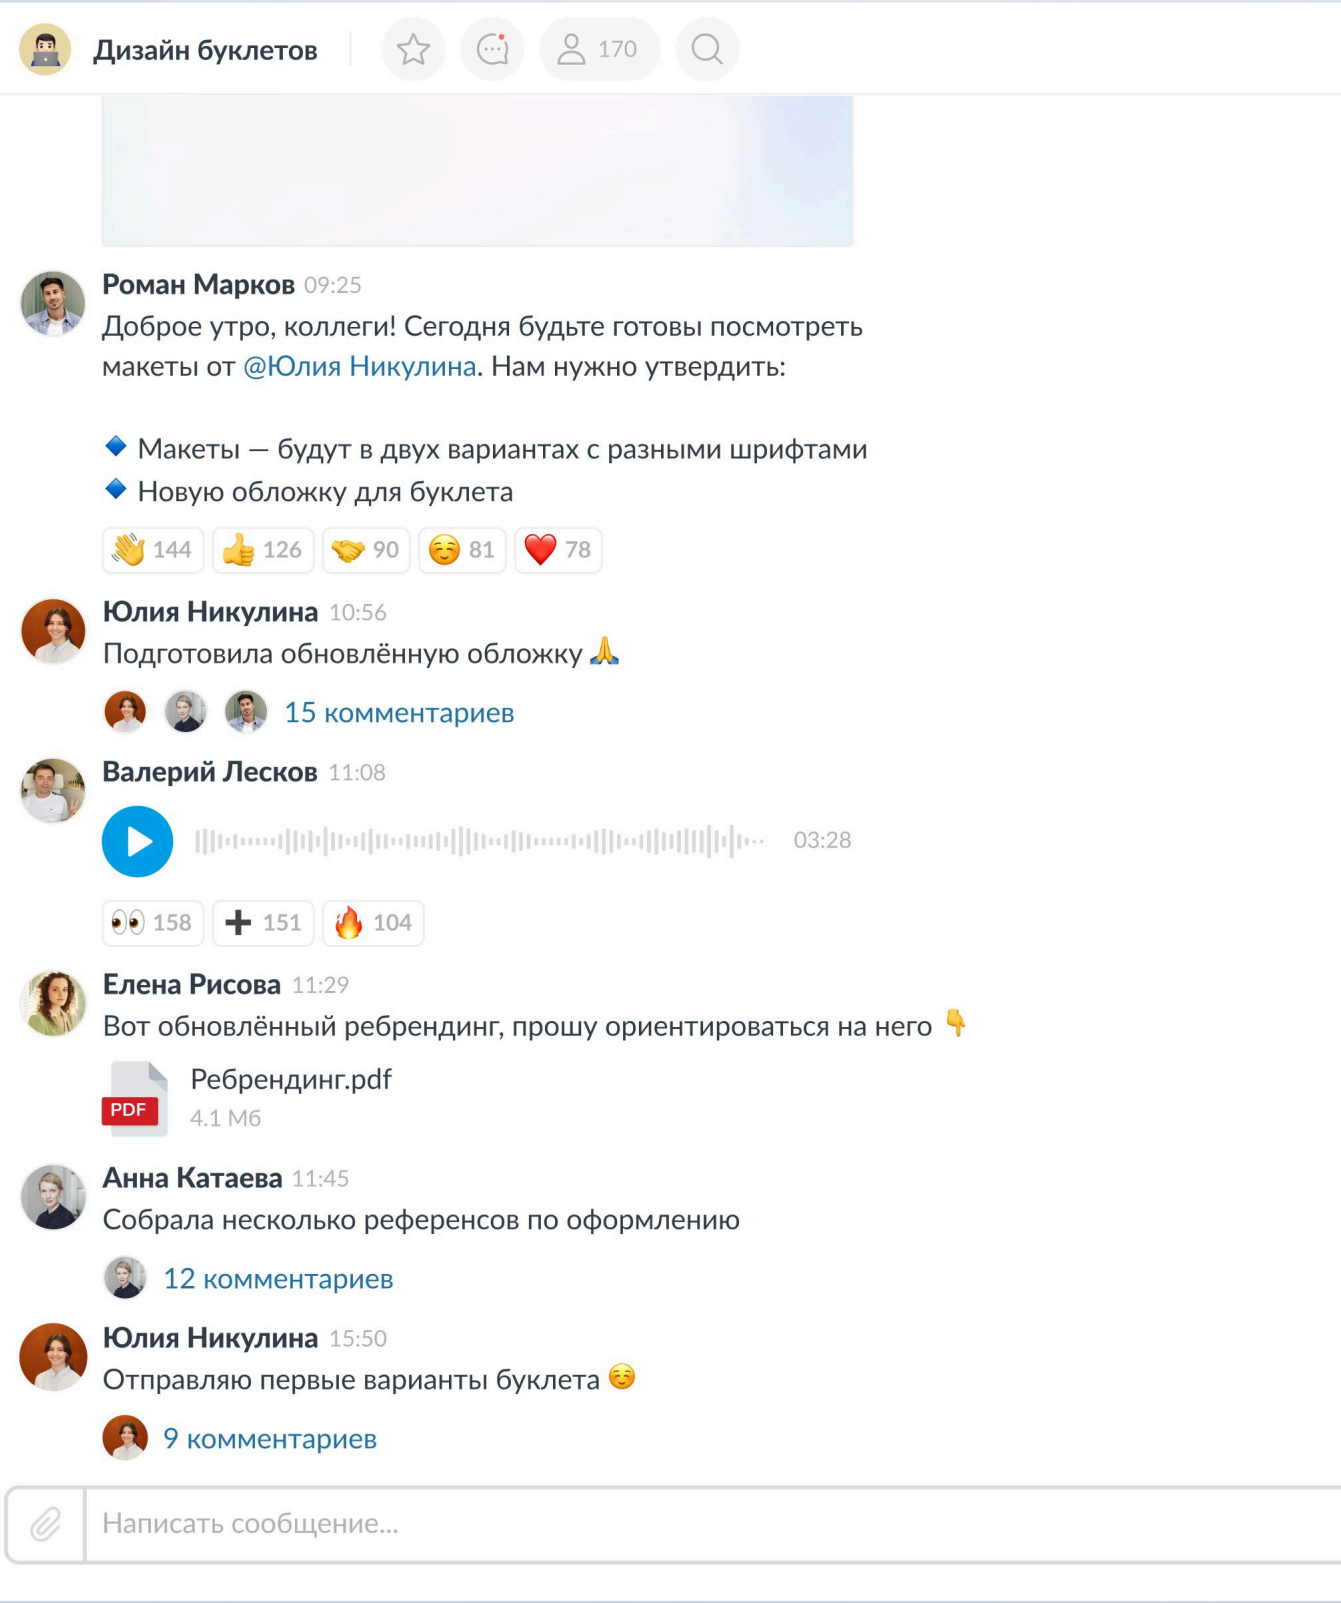 Дизайн буклетов
170
Роман Марков 09:25
Доброе утро, коллеги! Сегодня будьте готовы посмотреть
макеты от @Юлия Никулина. Нам нужно утвердить:
🔹 Макеты — будут в двух вариантах с разными шрифтами
🔹 Новую обложку для буклета
👋 144 👍 126 🤝 90 ☺️ 81 ❤️ 78
Юлия Никулина 10:56
Подготовила обновлённую обложку 🙏
15 комментариев
Валерий Лесков 11:08
03:28
👀 158 ➕ 151 🔥 104
Елена Рисова 11:29
Вот обновлённый ребрендинг, прошу ориентироваться на него 👇
Ребрендинг.pdf
PDF
4.1 Мб
Анна Катаева 11:45
Собрала несколько референсов по оформлению
12 комментариев
Юлия Никулина 15:50
Отправляю первые варианты буклета ☺️
9 комментариев
Написать сообщение...